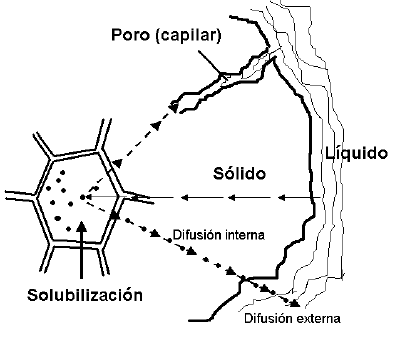 Poro (capilar)
Líquido
Sólido
Difusión interna
Solubilización
Difusión externa